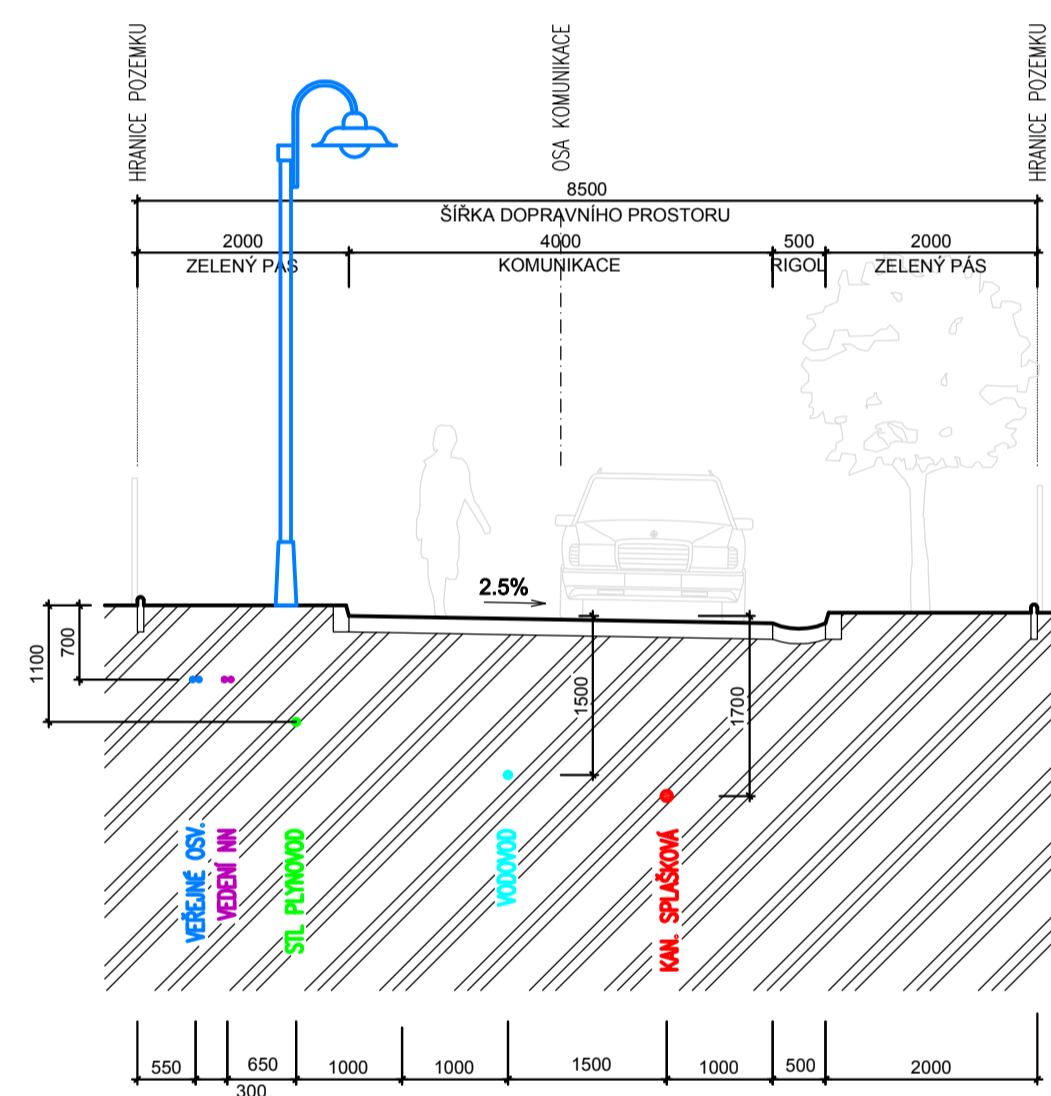 HRANICE POZEMKU
OSA KOMUNIKACE
HRANICE POZEMKU
8500
ŠÍŘKA DOPRAVNÍHO PROSTORU
2000
4000
500
2000
ZELENÝ PÁS
KOMUNIKACE
RIGOL
ZELENÝ PÁS
2.5%
700
1100
1500
1700
VEŘEJNÉ OSV.
VEDENÍ NN
STL PLYNOVOD
VODOVOD
KAN. SPLAŠKOVÁ
550
650
1000
1000
1500
1000
500
2000
300